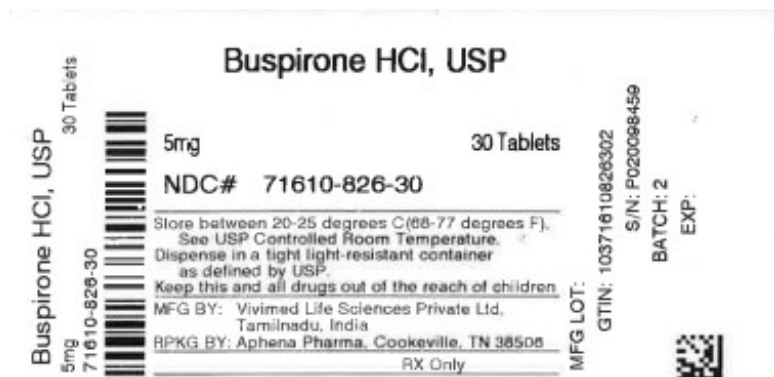 Buspirone HCl, USP
5mg 30 Tablets
NDC# 71610-826-30
Store between 20-25 degrees C(68-77 degrees F).
See USP Controlled Room Temperature.
Dispense in a tight light-resistant container
as defined by USP.
Keep this and all drugs out of the reach of children
MFG BY: Vivimed Life Sciences Private Ltd,
Tamilnadu, India
RPKG BY: Aphena Pharma, Cookeville, TN 38506
RX Only
Buspirone HCl, USP 30 Tablets
5mg
71610-826-30
MFG LOT:
GTIN: 10371610826302
S/N: P020098459
BATCH: 2
EXP: